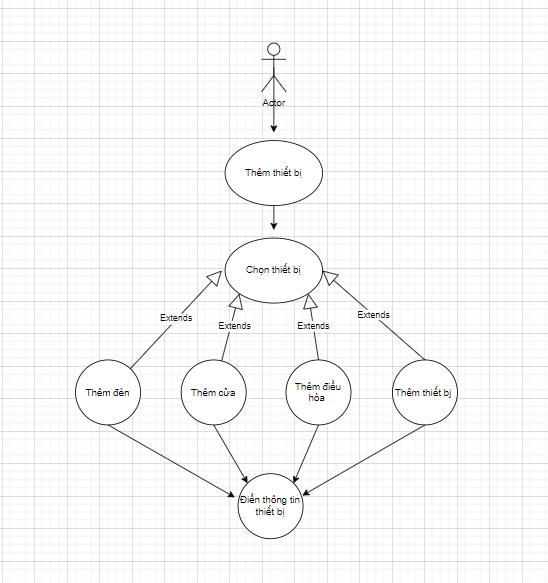 Actor
Thêm thiết bị
Chọn thiết bị
Extends
Extends
Extends
Extends
Thêm đèn
Thêm cửa
Thêm điều
hòa
Thêm thiết bị
Điền thông tin
thiết bị